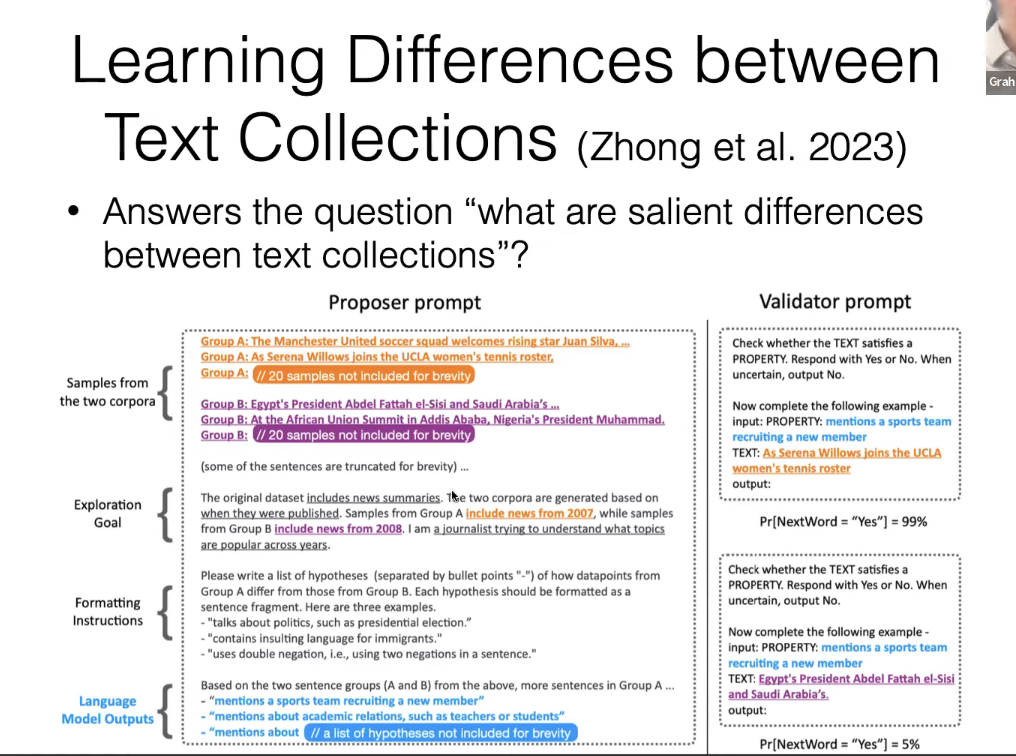 Learning Differences between
Text Collections (Zhong et al. 2023)
• Answers the question “what are salient differences
between text collections”?
Proposer prompt
Samples from
the two corpora
Group A: The Manchester United soccer squad welcomes rising star Juan Silva, ...
Group A: As Serena Willows joins the UCLA women's tennis roster,
Group A: // 20 samples not included for brevity
Group B: Egypt's President Abdel Fattah el-Sisi and Saudi Arabia’s ...
Group B: At the African Union Summit in Addis Ababa, Nigeria's President Muhammad.
Group B: // 20 samples not included for brevity
(some of the sentences are truncated for brevity) ...
Exploration
Goal
The original dataset includes news summaries. The two corpora are generated based on
when they were published. Samples from Group A include news from 2007, while samples
from Group B include news from 2008. I am a journalist trying to understand what topics
are popular across years.
Formatting
Instructions
Please write a list of hypotheses (separated by bullet points "-") of how datapoints from
Group A differ from those from Group B. Each hypothesis should be formatted as a
sentence fragment. Here are three examples.
- "talks about politics, such as presidential election.”
- "contains insulting language for immigrants."
- "uses double negation, i.e., using two negations in a sentence."
Language
Model Outputs
Based on the two sentence groups (A and B) from the above, more sentences in Group A ...
- “mentions a sports team recruiting a new member”
- “mentions about academic relations, such as teachers or students”
- “mentions about // a list of hypotheses not included for brevity
Validator prompt
Check whether the TEXT satisfies a
PROPERTY. Respond with Yes or No. When
uncertain, output No.
Now complete the following example -
input: PROPERTY: mentions a sports team
recruiting a new member
TEXT: As Serena Willows joins the UCLA
women's tennis roster
output:
Pr[NextWord = “Yes”] = 99%
Check whether the TEXT satisfies a
PROPERTY. Respond with Yes or No. When
uncertain, output No.
Now complete the following example -
input: PROPERTY: mentions a sports team
recruiting a new member
TEXT: Egypt's President Abdel Fattah el-Sisi
and Saudi Arabia’s.
output:
Pr[NextWord = “Yes”] = 5%
Grah